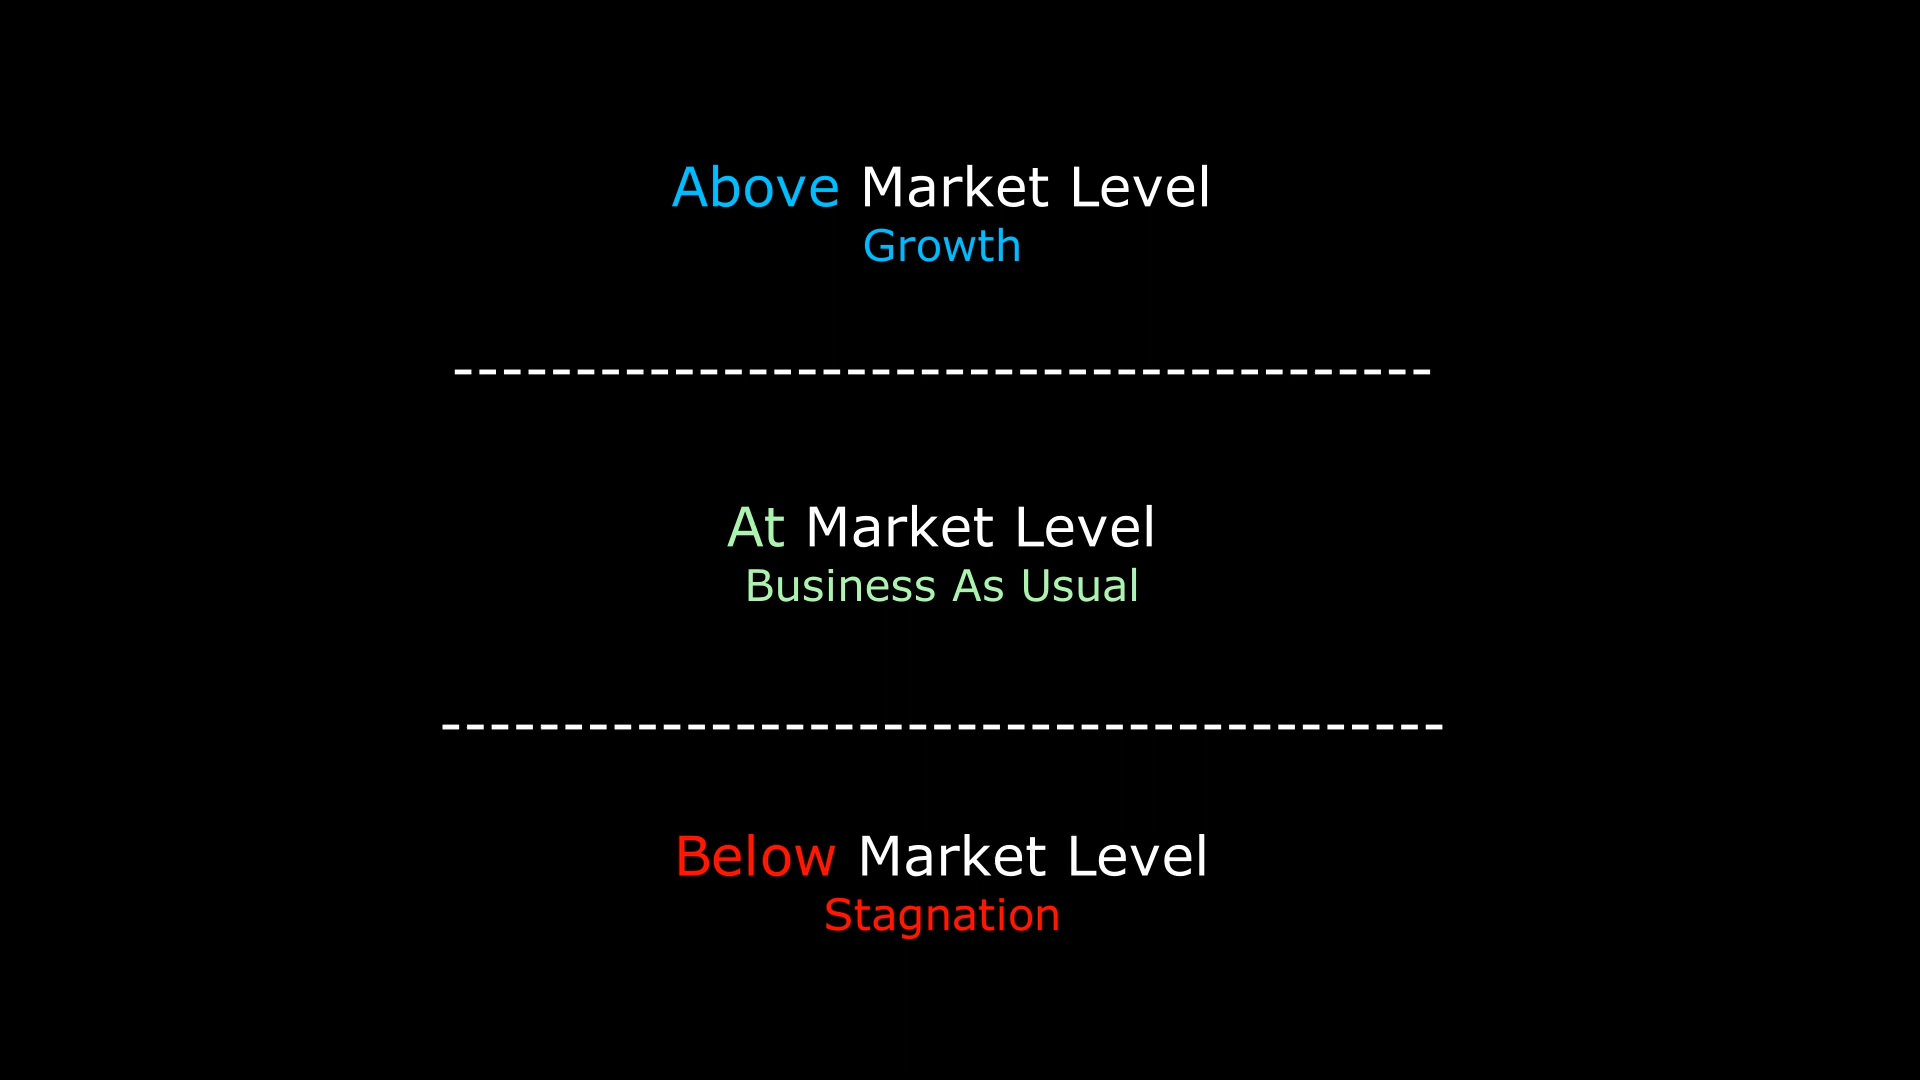 Above Market Level
Growth
----------------------------------------
At Market Level
Business As Usual
-----------------------------------------
Below Market Level
Stagnation